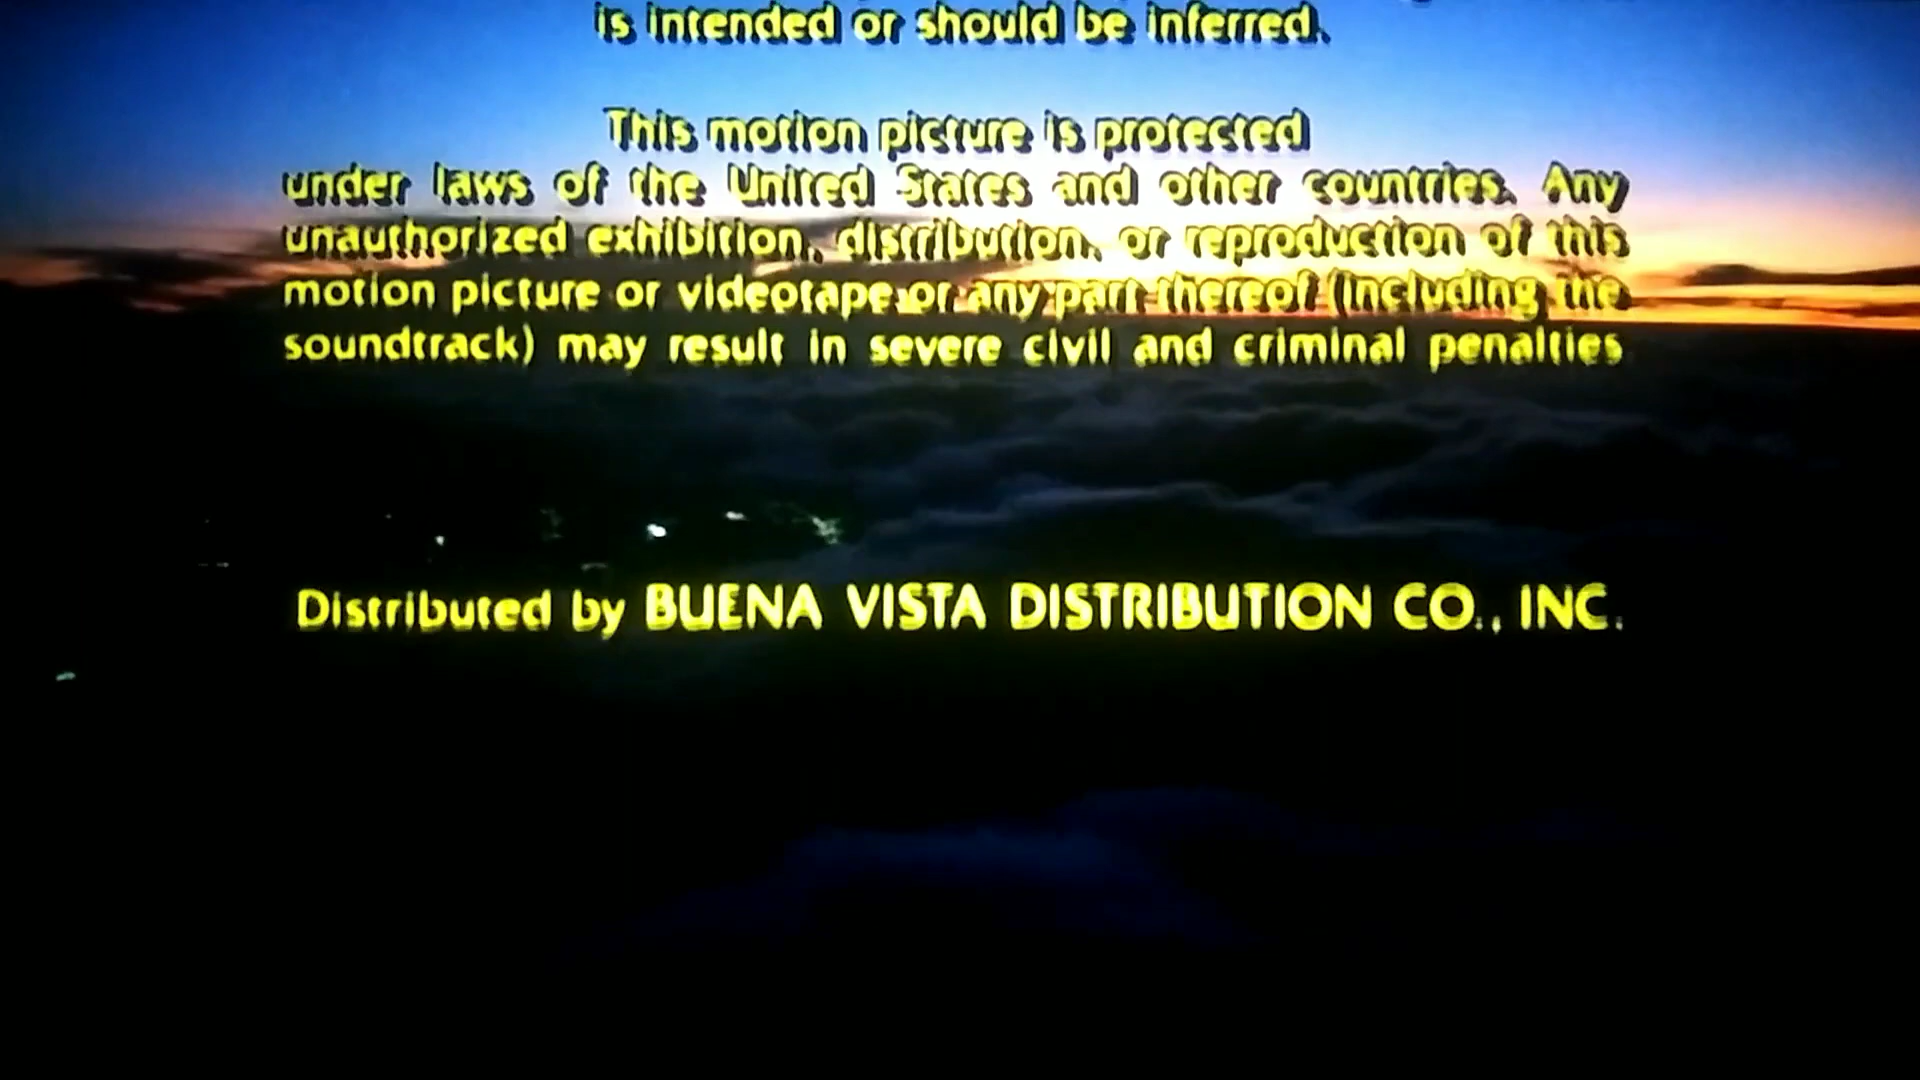 is intended or should be inferred.
This motion picture is protected
under laws of the United States and other countries. Any
unauthorized exhibition, distribution, or reproduction of this
motion picture or videotape or any part thereof (including the
soundtrack) may result in severe civil and criminal penalties
Distributed by BUENA VISTA DISTRIBUTION CO., INC.